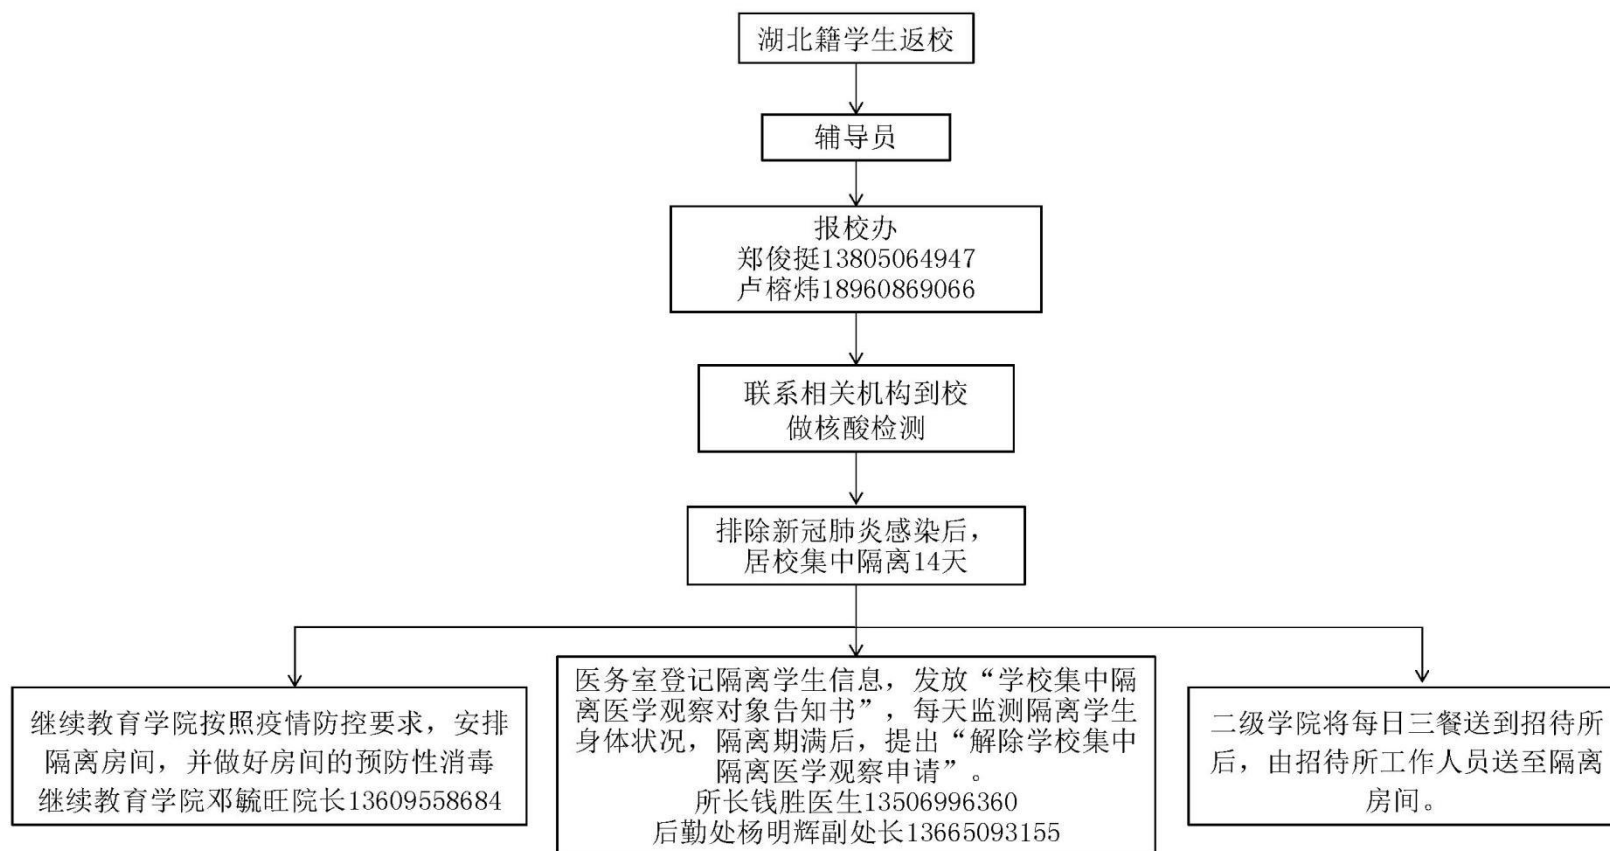 湖北籍学生返校
辅导员
报校办
郑俊挺13805064947
卢榕炜18960869066
联系相关机构到校
做核酸检测
排除新冠肺炎感染后，
居校集中隔离14天
继续教育学院按照疫情防控要求，安排
隔离房间，并做好房间的预防性消毒
继续教育学院邓毓旺院长13609558684
医务室登记隔离学生信息，发放“学校集中隔
离医学观察对象告知书”，每天监测隔离学生
身体状况，隔离期满后，提出“解除学校集中
隔离医学观察申请”。
所长钱胜医生13506996360
后勤处杨明辉副处长13665093155
二级学院将每日三餐送到招待所
后，由招待所工作人员送至隔离
房间。